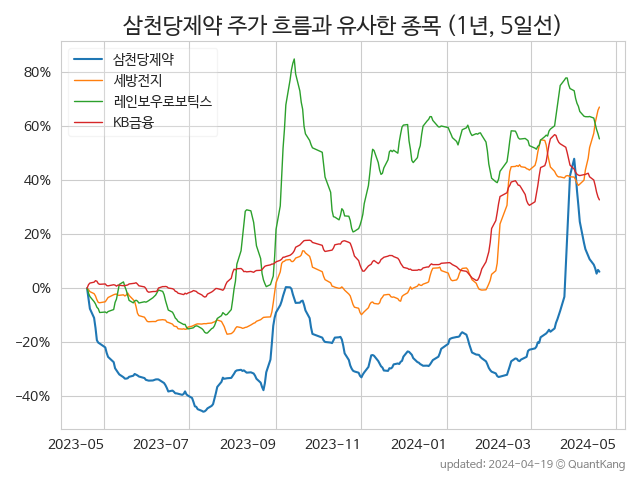 삼천당제약 주가 흐름과 유사한 종목 (1년, 5일선)
삼천당제약
세방전지
레인보우로보틱스
KB금융
80%
60%
40%
20%
0%
−20%
−40%
2023-05 2023-07 2023-09 2023-11 2024-01 2024-03 2024-05
updated: 2024-04-19 © QuantKang